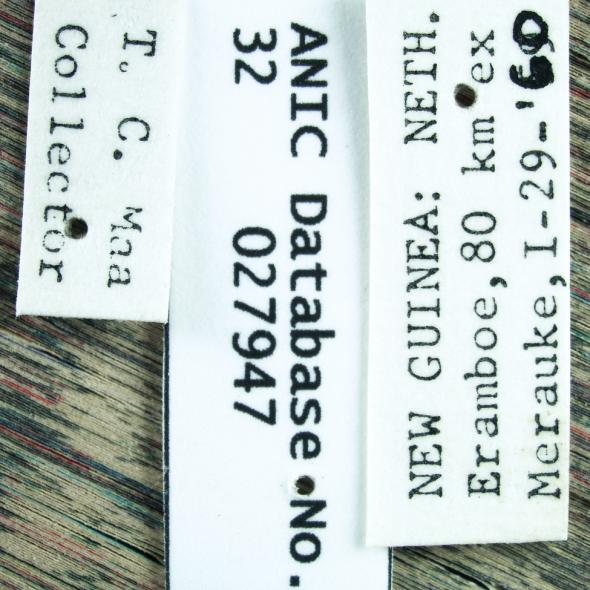 T. C. Maa
Collector
ANIC Database No.
32 027947
NEW GUINEA: NETH.
Eramboe, 80 km ex
Merauke, I-29-'60